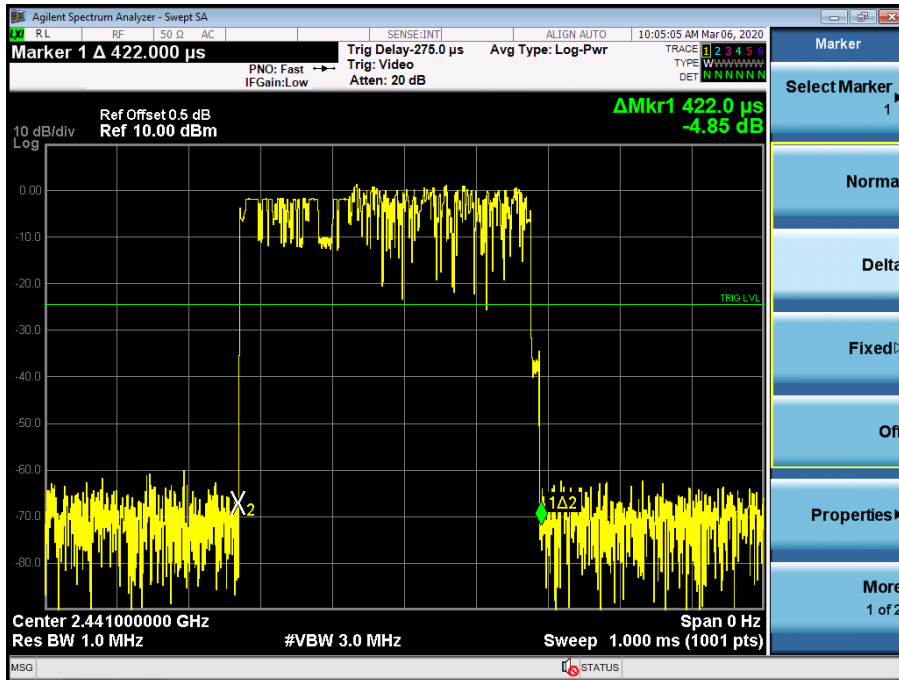 Agilent Spectrum Analyzer - Swept SA
LXI RL RF 50 Ω AC SENSE:INT ALIGN AUTO 10:05:05 AM Mar 06, 2020
Marker 1 Δ 422.000 µs
Trig Delay-275.0 µs
Avg Type: Log-Pwr
TRACE 1 2 3 4 5 6
PNO: Fast
Trig: Video
TYPE WWWWWW
IFGain:Low
Atten: 20 dB
DET N N N N N N
ΔMkr1 422.0 µs
-4.85 dB
Ref Offset 0.5 dB
10 dB/div
Ref 10.00 dBm
Log
0.00
-10.0
-20.0
TRIG LVL
-30.0
-40.0
-50.0
-60.0
-70.0
-80.0
X2
1Δ2
Center 2.441000000 GHz
Span 0 Hz
Res BW 1.0 MHz
#VBW 3.0 MHz
Sweep 1.000 ms (1001 pts)
MSG
STATUS
Marker
Select Marker
1
Norma
Delta
Fixed
Off
Properties
More
1 of 2